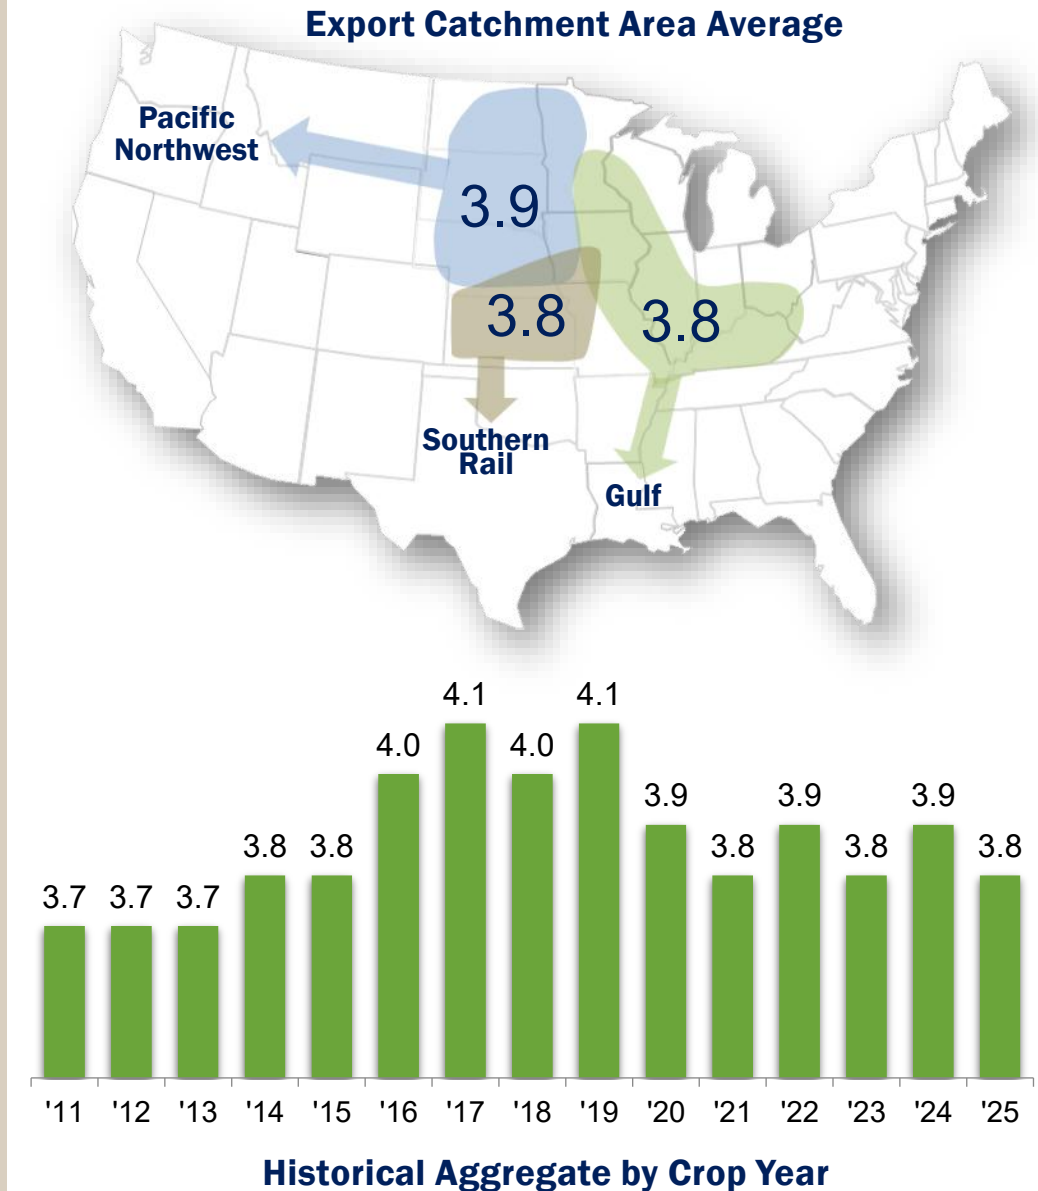 Export Catchment Area Average
Pacific
Northwest
3.9
3.8
3.8
Southern
Rail
Gulf
4.1
4.1
4.0
4.0
3.9
3.9
3.9
3.8
3.8
3.8
3.8
3.8
3.7
3.7
3.7
'11 '12 '13 '14 '15 '16 '17 '18 '19 '20 '21 '22 '23 '24 '25
Historical Aggregate by Crop Year